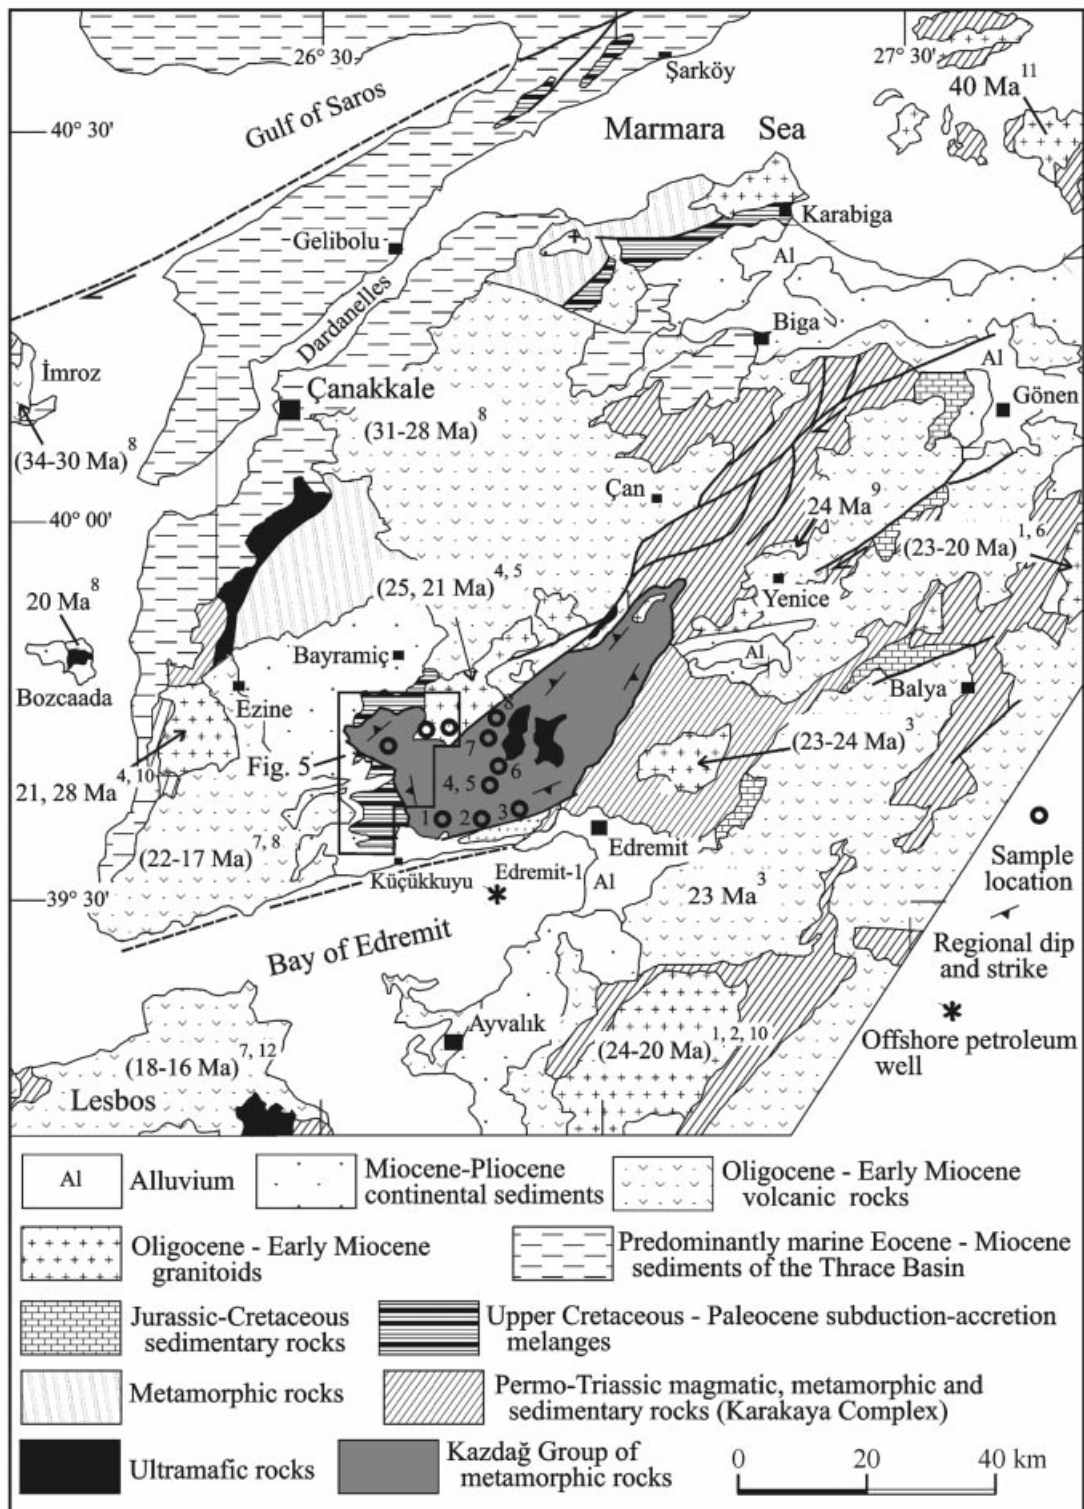 26° 30
27° 30'
Şarköy
40 Ma 11
Gulf of Saros
40° 30'
Marmara Sea
Karabiga
Gelibolu
Al
Dardanelles
Biga
Al
İmroz
Çanakkale
Gönen
(31-28 Ma) 8
(34-30 Ma) 8
Çan
24 Ma 9
40° 00'
(23-20 Ma) 1, 6
(25, 21 Ma) 4, 5
20 Ma 8
Yenice
Bayramiç
Al
Bozcaada
Ezine
Balya
8
(23-24 Ma) 3
7
Fig. 5
6
4, 5
21, 28 Ma 4, 10
1
2
3
Edremit
(22-17 Ma) 7, 8
Küçükkuyu
Edremit-1
Al
Sample
location
39° 30'
23 Ma 3
Bay of Edremit
Regional dip
and strike
Ayvalık
Offshore petroleum
well
(18-16 Ma) 7, 12
(24-20 Ma) 1, 2, 10
Lesbos
Al
Alluvium
Miocene-Pliocene
continental sediments
Oligocene - Early Miocene
volcanic rocks
Oligocene - Early Miocene
granitoids
Predominantly marine Eocene - Miocene
sediments of the Thrace Basin
Jurassic-Cretaceous
sedimentary rocks
Upper Cretaceous - Paleocene subduction-accretion
melanges
Metamorphic rocks
Permo-Triassic magmatic, metamorphic and
sedimentary rocks (Karakaya Complex)
Ultramafic rocks
Kazdağ Group of
metamorphic rocks
0 20 40 km